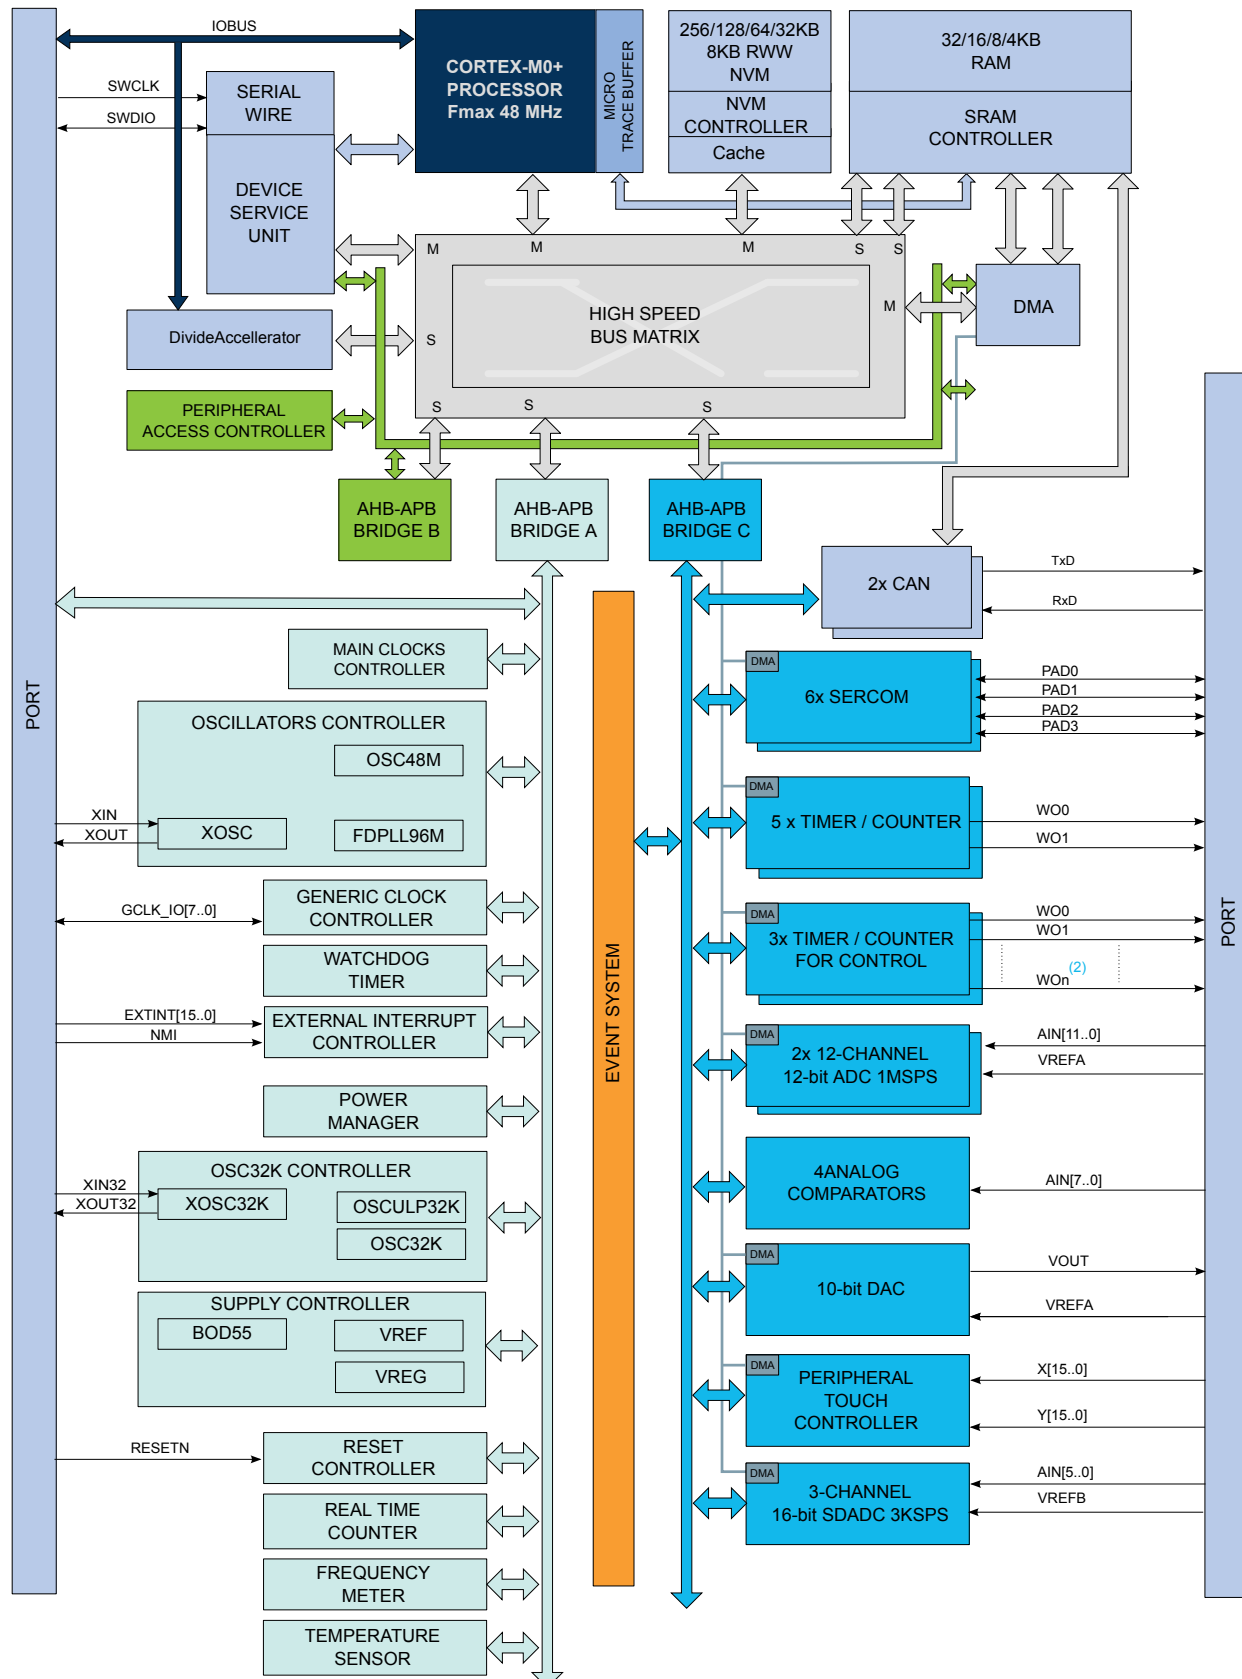 IOBUS
SWCLK
SWDIO
SERIAL
WIRE
DEVICE
SERVICE
UNIT
CORTEX-M0+
PROCESSOR
Fmax 48 MHz
MICRO
TRACE BUFFER
256/128/64/32KB
8KB RWW
NVM
NVM
CONTROLLER
Cache
32/16/8/4KB
RAM
SRAM
CONTROLLER
M
M
M
S
S
M
S
S
S
S
HIGH SPEED
BUS MATRIX
DMA
DivideAccellerator
PERIPHERAL
ACCESS CONTROLLER
AHB-APB
BRIDGE B
AHB-APB
BRIDGE A
AHB-APB
BRIDGE C
PORT
MAIN CLOCKS
CONTROLLER
OSCILLATORS CONTROLLER
OSC48M
XOSC
FDPLL96M
XIN
XOUT
GCLK_IO[7..0]
GENERIC CLOCK
CONTROLLER
WATCHDOG
TIMER
EXTINT[15..0]
NMI
EXTERNAL INTERRUPT
CONTROLLER
POWER
MANAGER
OSC32K CONTROLLER
XIN32
XOUT32
XOSC32K
OSCULP32K
OSC32K
SUPPLY CONTROLLER
BOD55
VREF
VREG
RESETN
RESET
CONTROLLER
REAL TIME
COUNTER
FREQUENCY
METER
TEMPERATURE
SENSOR
EVENT SYSTEM
2x CAN
TxD
RxD
DMA
6x SERCOM
PAD0
PAD1
PAD2
PAD3
DMA
5 x TIMER / COUNTER
WO0
WO1
DMA
3x TIMER / COUNTER
FOR CONTROL
WO0
WO1
(2)
WOn
DMA
2x 12-CHANNEL
12-bit ADC 1MSPS
AIN[11..0]
VREFA
4ANALOG
COMPARATORS
AIN[7..0]
DMA
10-bit DAC
VOUT
VREFA
DMA
PERIPHERAL
TOUCH
CONTROLLER
X[15..0]
Y[15..0]
DMA
3-CHANNEL
16-bit SDADC 3KSPS
AIN[5..0]
VREFB
PORT